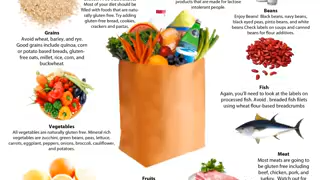 Most of your diet should be
filled with foods that are natu-
rally gluten-free. Try adding
gluten-free bread, cookies,
crackers and pastas.
products that are made for lactose
intolerant people.
Grains
Avoid wheat, barley, and rye.
Good grains include quinoa, corn
or potato based breads, gluten-
free oats, millet, rice, corn, and
buckwheat.
Beans
Enjoy Beans! Black beans, navy beans,
black eyed peas, pinto beans, and white
beans Check labels on soups and canned
beans for flour additives.
Vegetables
All vegetables are naturally gluten free. Mineral rich
vegetables are zucchini, green beans, peas, lettuce,
carrots, eggplant, peppers, onions, broccoli, cauliflower,
and potatoes.
Fish
Again, you'll need to look at the labels
on processed fish. Avoid breaded fish filets
using wheat flour based breadcrumbs
Meat
Most meats are going to
be gluten free including
beef, chicken, pork, and
turkey. Watch out for
Fruits